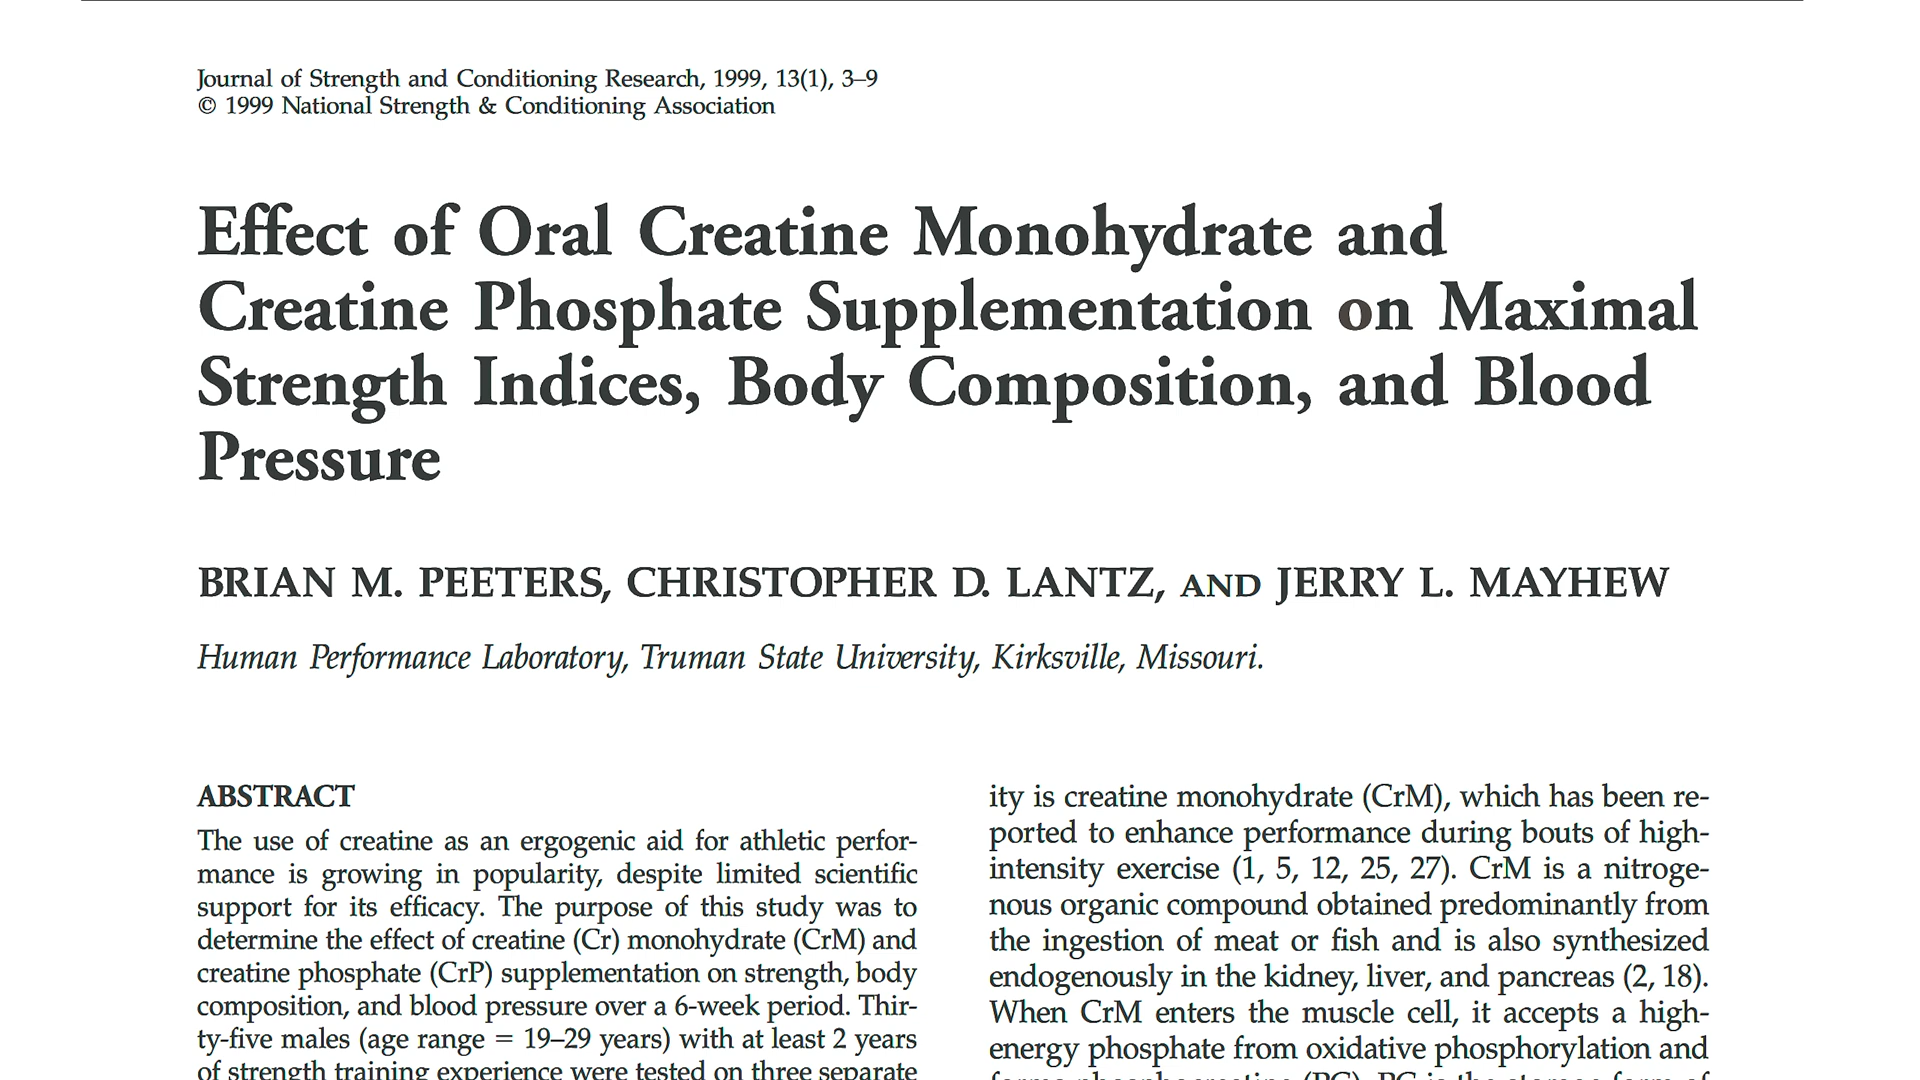 Journal of Strength and Conditioning Research, 1999, 13(1), 3–9
© 1999 National Strength & Conditioning Association
Effect of Oral Creatine Monohydrate and
Creatine Phosphate Supplementation on Maximal
Strength Indices, Body Composition, and Blood
Pressure
BRIAN M. PEETERS, CHRISTOPHER D. LANTZ, AND JERRY L. MAYHEW
Human Performance Laboratory, Truman State University, Kirksville, Missouri.
ABSTRACT
The use of creatine as an ergogenic aid for athletic perfor-
mance is growing in popularity, despite limited scientific
support for its efficacy. The purpose of this study was to
determine the effect of creatine (Cr) monohydrate (CrM) and
creatine phosphate (CrP) supplementation on strength, body
composition, and blood pressure over a 6-week period. Thir-
ty-five males (age range = 19–29 years) with at least 2 years
of strength training experience were tested on three separate
ity is creatine monohydrate (CrM), which has been re-
ported to enhance performance during bouts of high-
intensity exercise (1, 5, 12, 25, 27). CrM is a nitroge-
nous organic compound obtained predominantly from
the ingestion of meat or fish and is also synthesized
endogenously in the kidney, liver, and pancreas (2, 18).
When CrM enters the muscle cell, it accepts a high-
energy phosphate from oxidative phosphorylation and
forms phosphocreatine (PC). PC is the storage form of